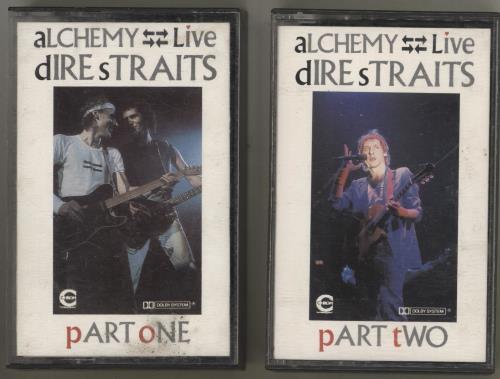 aLCHEMY ⇆ Live
dIRE sTRAITS
DOLBY SYSTEM
pART oNE
aLCHEMY ⇆ Live
dIRE sTRAITS
DOLBY SYSTEM
pART tWO